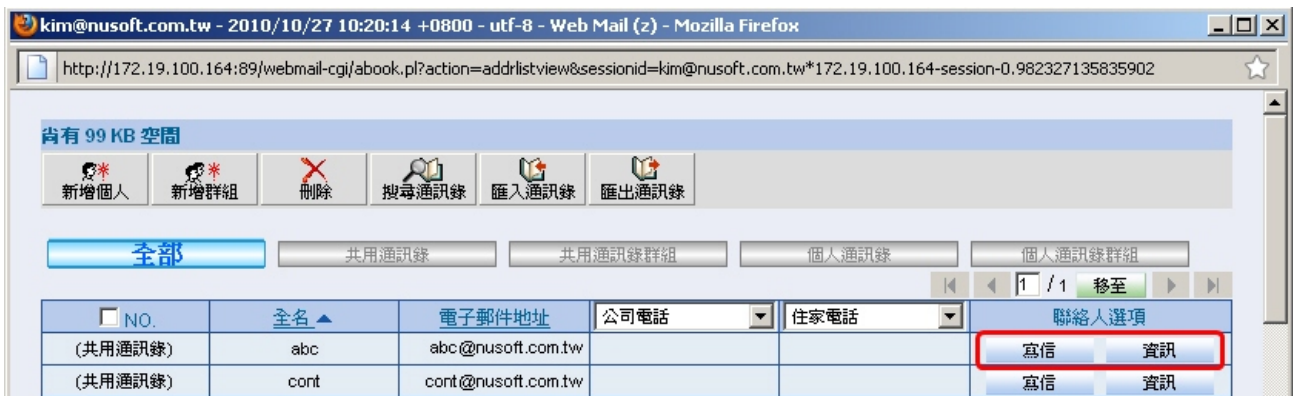 kim@nusoft.com.tw - 2010/10/27 10:20:14 +0800 - utf-8 - Web Mail (z) - Mozilla Firefox
http://172.19.100.164:89/webmail-cgi/abook.pl?action=addrlistview&sessionid=kim@nusoft.com.tw*172.19.100.164-session-0.982327135835902
尚有 99 KB 空間
新增個人 新增群組 刪除 搜尋通訊錄 匯入通訊錄 匯出通訊錄
全部 共用通訊錄 共用通訊錄群組 個人通訊錄 個人通訊錄群組
1 / 1 移至
NO. 全名 電子郵件地址 公司電話 住家電話 聯絡人選項
(共用通訊錄) abc abc@nusoft.com.tw 寫信 資訊
(共用通訊錄) cont cont@nusoft.com.tw 寫信 資訊